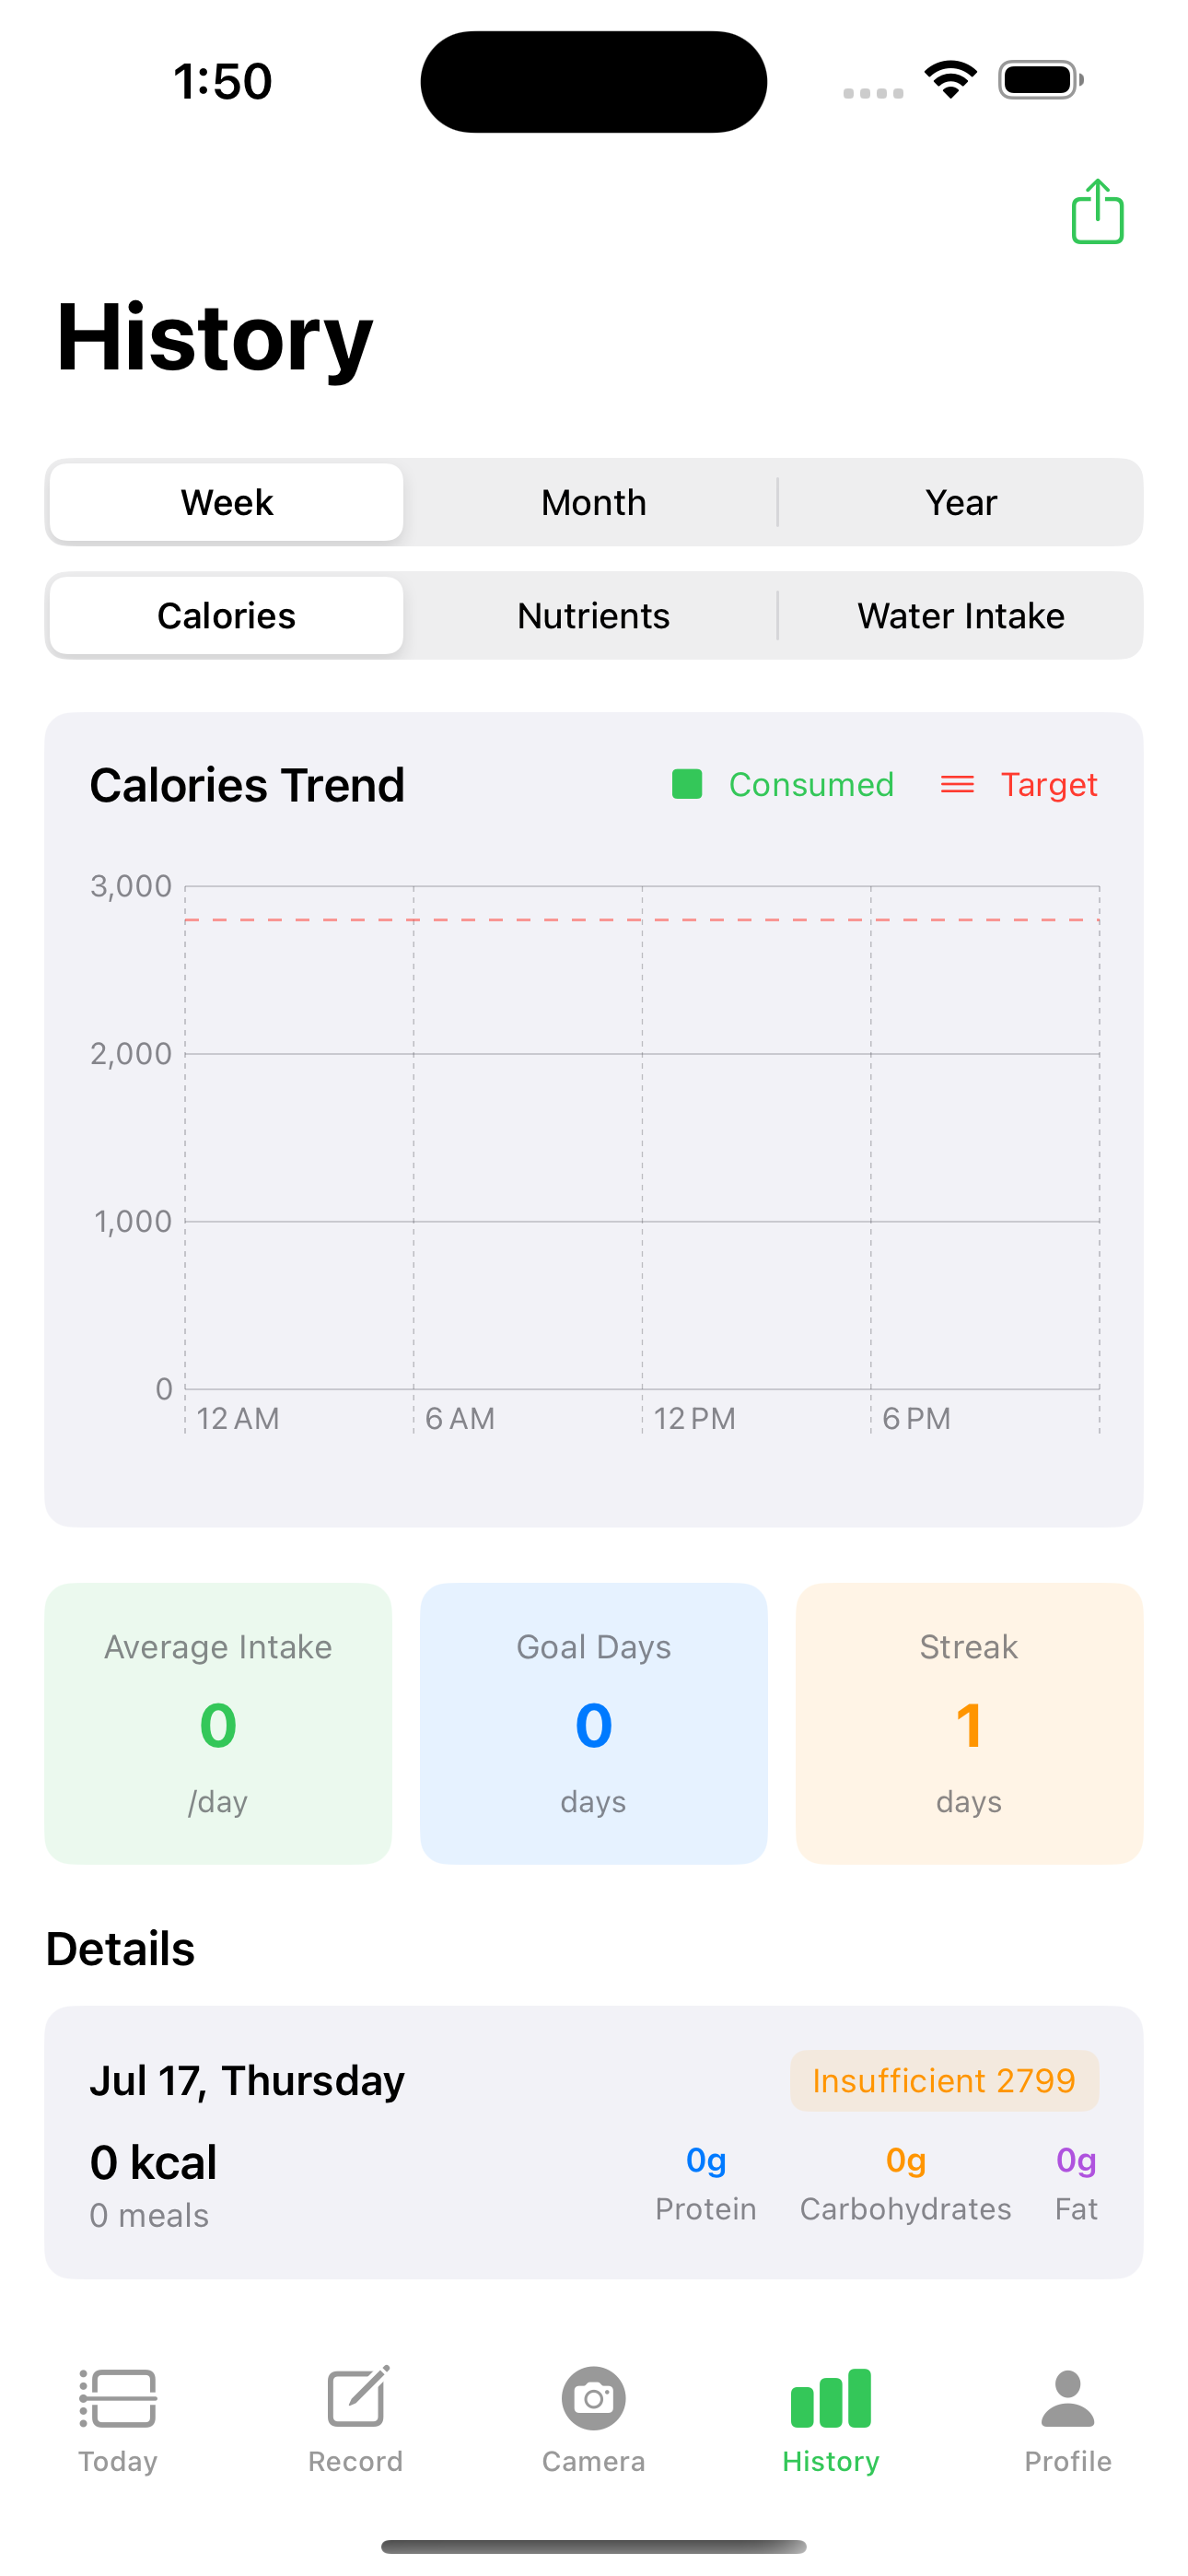 1:50
History
Week Month Year
Calories Nutrients Water Intake
Calories Trend Consumed Target
3,000
2,000
1,000
0
12 AM 6 AM 12 PM 6 PM
Average Intake Goal Days Streak
0 0 1
/day days days
Details
Jul 17, Thursday Insufficient 2799
0 kcal 0g 0g 0g
0 meals Protein Carbohydrates Fat
Today Record Camera History Profile